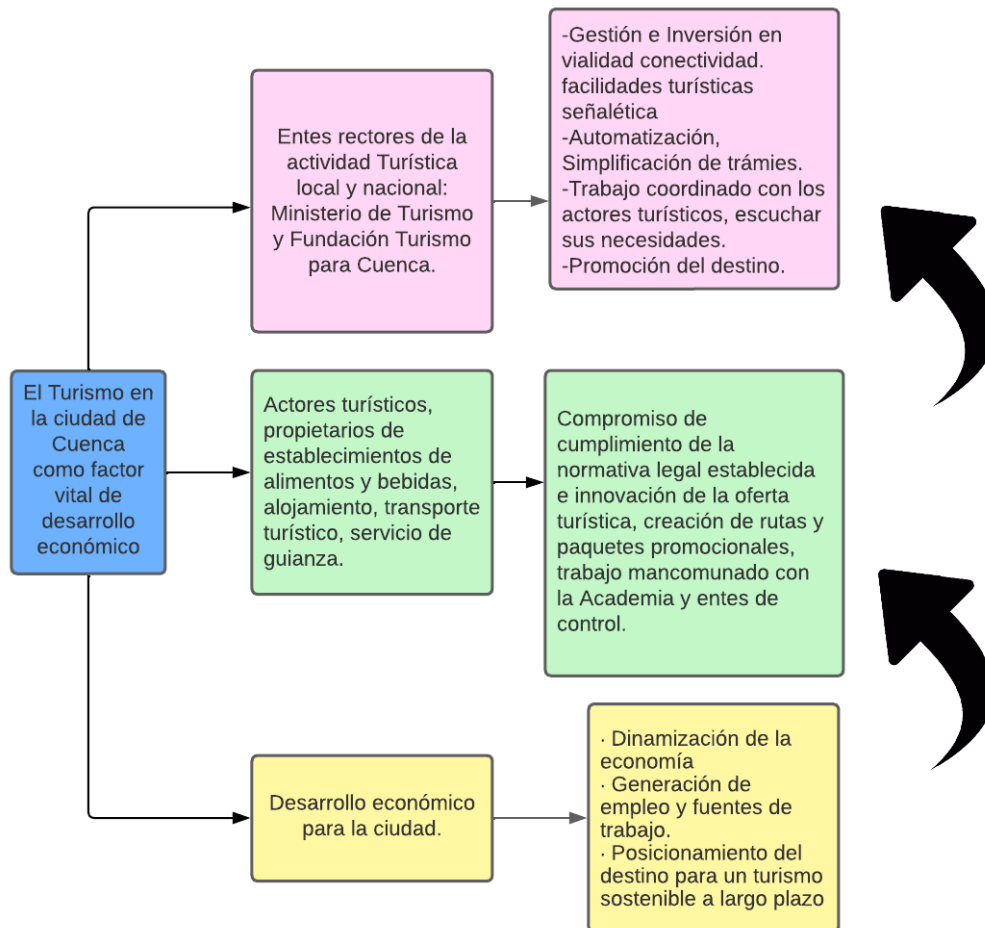 El Turismo en
la ciudad de
Cuenca
como factor
vital de
desarrollo
económico
Entes rectores de la
actividad Turística
local y nacional:
Ministerio de Turismo
y Fundación Turismo
para Cuenca.
-Gestión e Inversión en
vialidad conectividad.
facilidades turísticas
señalética
-Automatización,
Simplificación de trámies.
-Trabajo coordinado con los
actores turísticos, escuchar
sus necesidades.
-Promoción del destino.
Actores turísticos,
propietarios de
establecimientos de
alimentos y bebidas,
alojamiento, transporte
turístico, servicio de
guianza.
Compromiso de
cumplimiento de la
normativa legal establecida
e innovación de la oferta
turística, creación de rutas y
paquetes promocionales,
trabajo mancomunado con
la Academia y entes de
control.
Desarrollo económico
para la ciudad.
· Dinamización de la
economía
· Generación de
empleo y fuentes de
trabajo.
· Posicionamiento del
destino para un turismo
sostenible a largo plazo